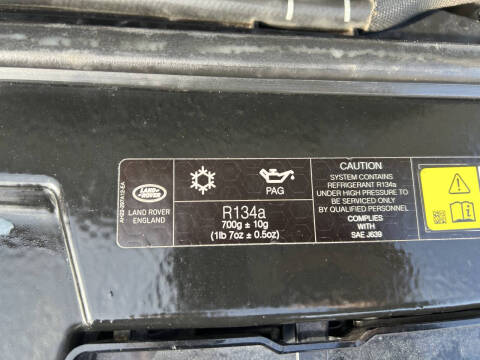 LAND
ROVER
LAND ROVER
ENGLAND
PAG
R134a
700g ± 10g
(1lb 7oz ± 0.5oz)
CAUTION
SYSTEM CONTAINS
REFRIGERANT R134a
UNDER HIGH PRESSURE TO
BE SERVICED ONLY
BY QUALIFIED PERSONNEL
COMPLIES
WITH
SAE J639